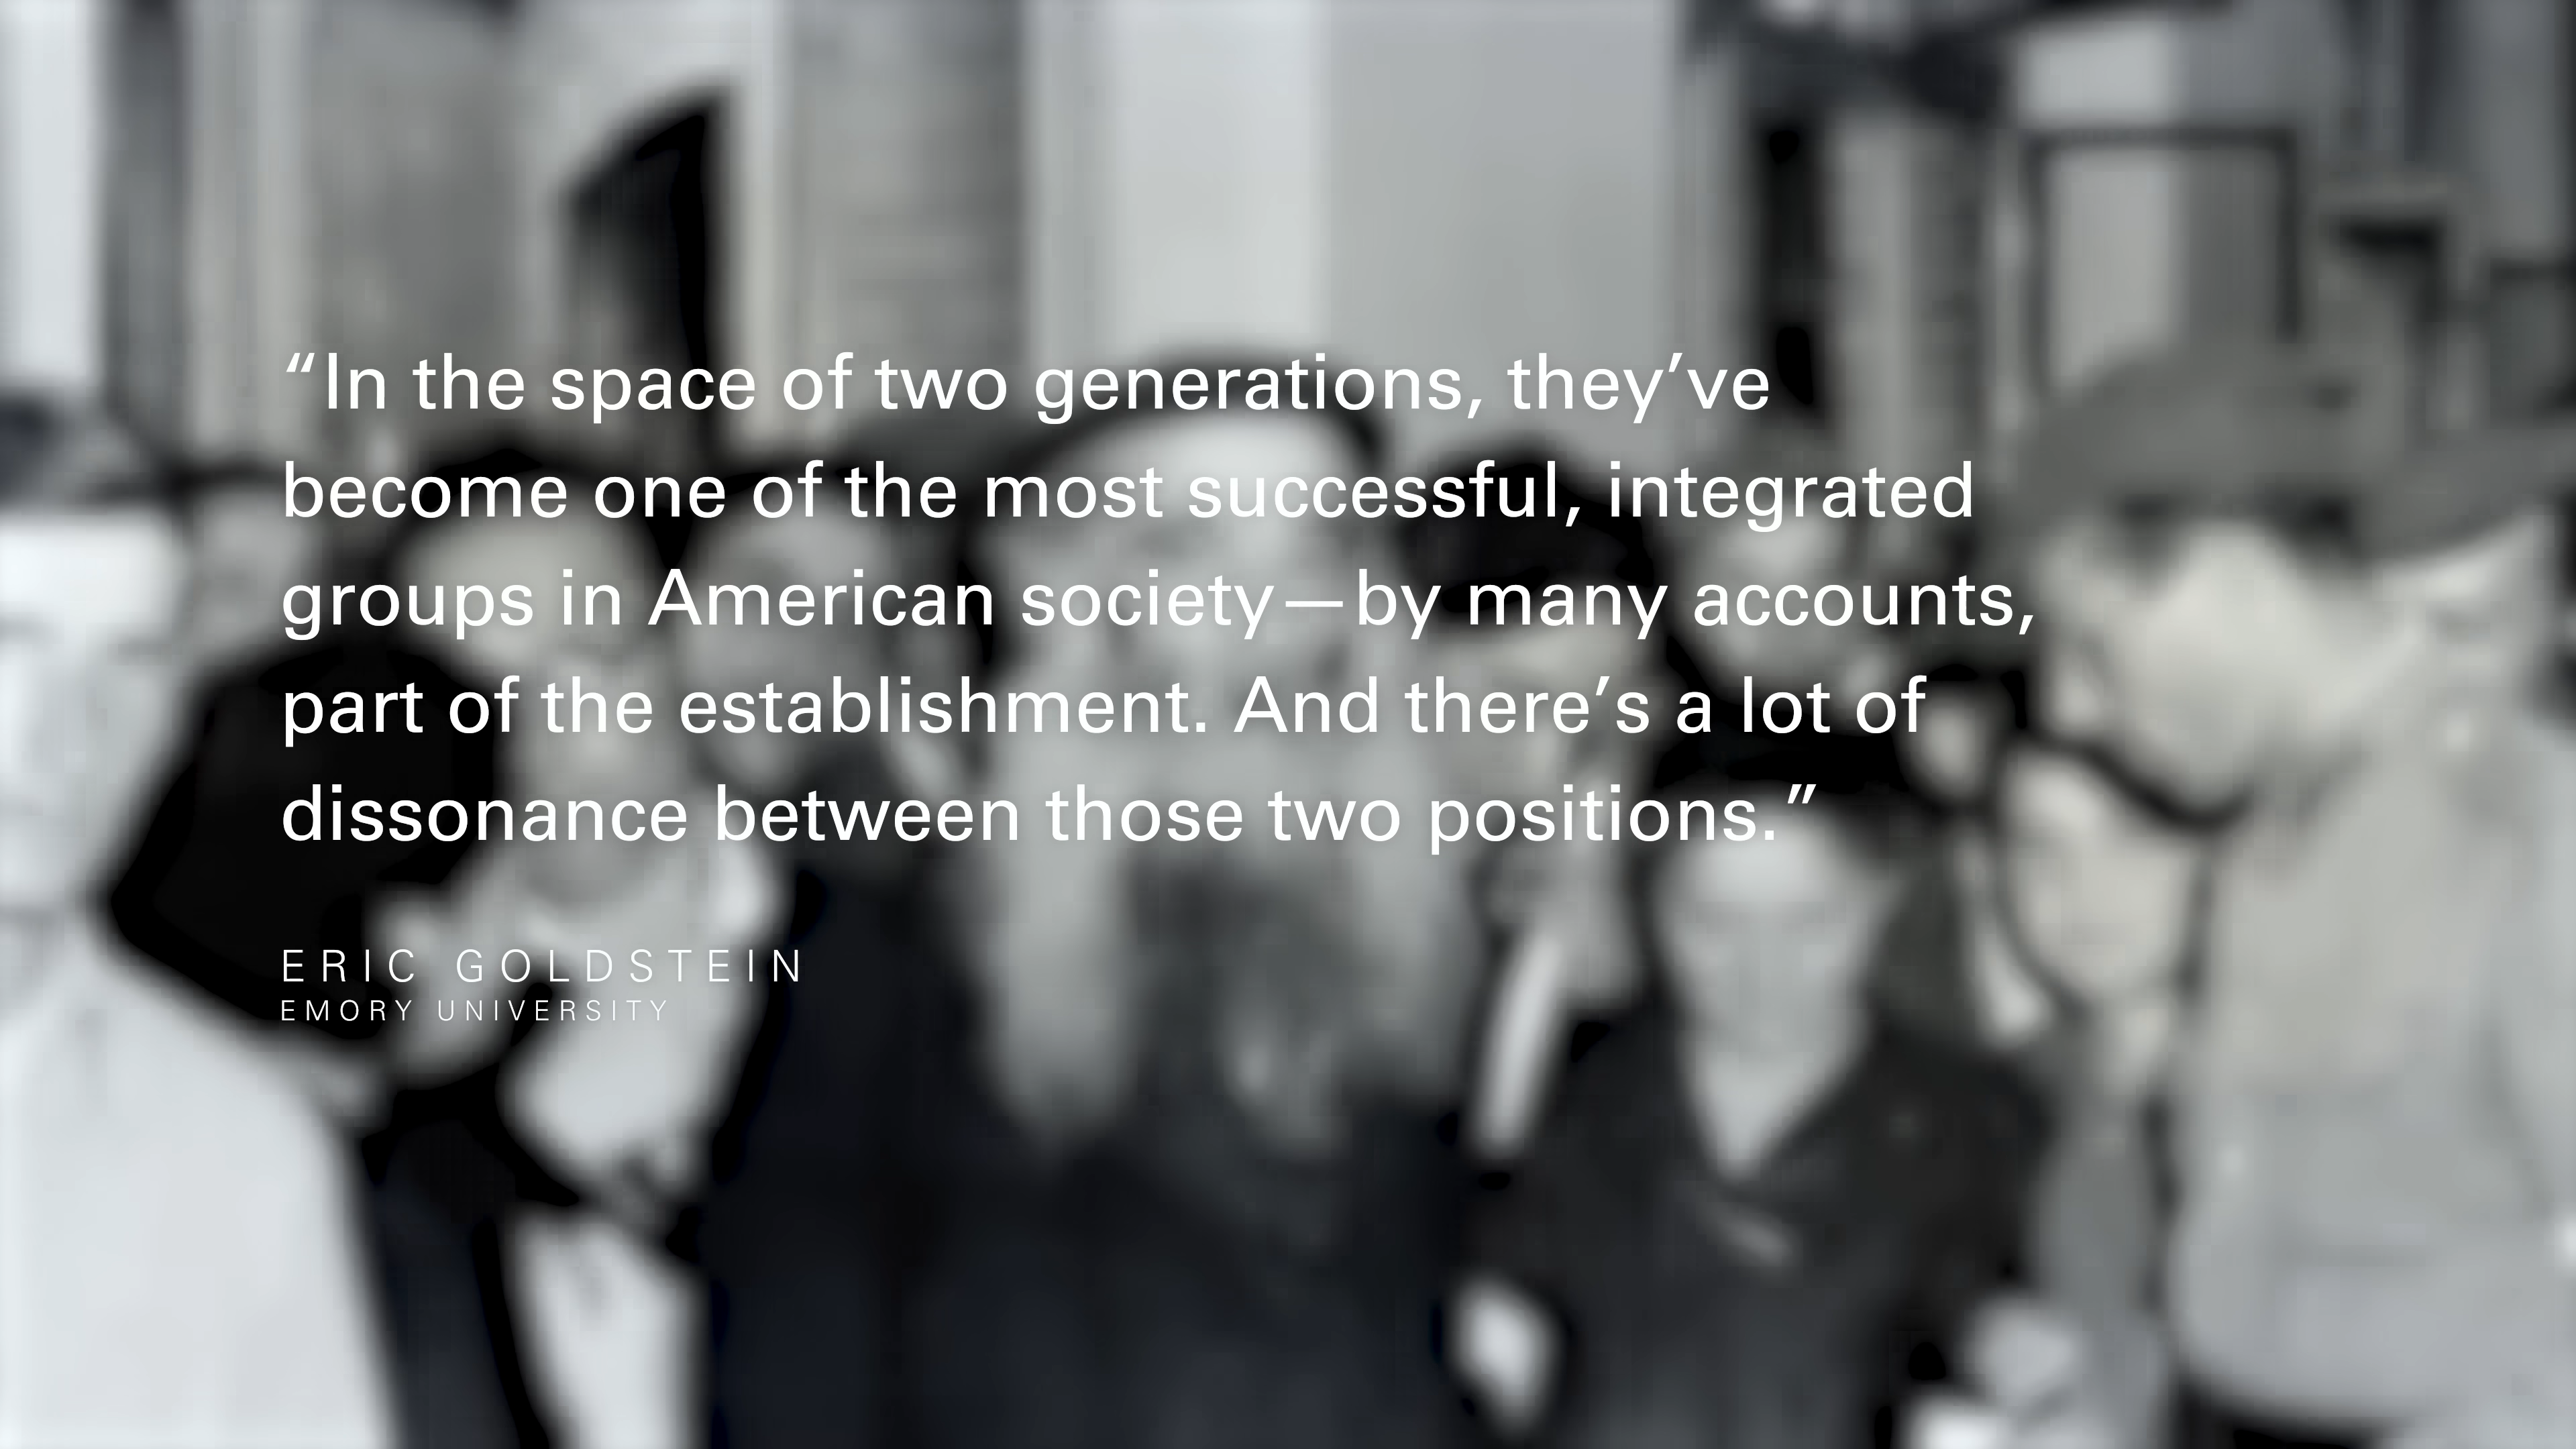 “In the space of two generations, they’ve
become one of the most successful, integrated
groups in American society—by many accounts,
part of the establishment. And there’s a lot of
dissonance between those two positions.”
ERIC GOLDSTEIN
EMORY UNIVERSITY